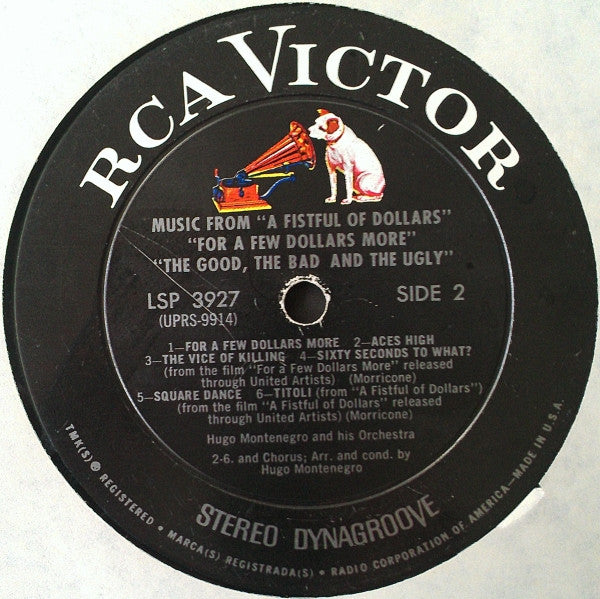 RCA VICTOR
MUSIC FROM "A FISTFUL OF DOLLARS"
"FOR A FEW DOLLARS MORE"
"THE GOOD, THE BAD AND THE UGLY"
LSP 3927
(UPRS-9914)
SIDE 2
1—FOR A FEW DOLLARS MORE 2—ACES HIGH
3—THE VICE OF KILLING 4—SIXTY SECONDS TO WHAT?
(from the film "For a Few Dollars More" released
through United Artists) (Morricone)
5—SQUARE DANCE 6—TITOLI (from "A Fistful of Dollars")
(from the film "A Fistful of Dollars" released
through United Artists) (Morricone)
Hugo Montenegro and his Orchestra
2-6. and Chorus; Arr. and cond. by
Hugo Montenegro
STEREO DYNAGROOVE
TMK(S) ® REGISTERED • MARCA(S) REGISTRADA(S) • RADIO CORPORATION OF AMERICA—MADE IN U.S.A.